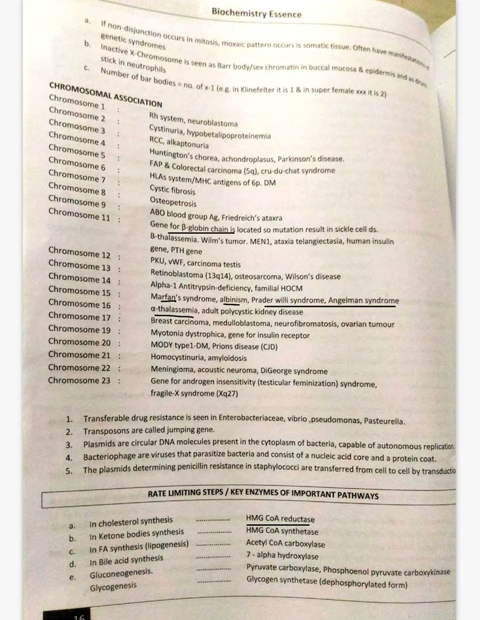 Biochemistry Essence
a. If non-disjunction occurs in mitosis, moxaic pattern occurs is somatic tissue. Often have manifestations
genetic syndromes
b. Inactive X-Chromosome is seen as Barr body/sex chromatin in buccal mucosa & epidermis and as drum
stick in neutrophils
c. Number of bar bodies = no. of x-1 (e.g. in Klinefelter it is 1 & in super female xxx it is 2)
CHROMOSOMAL ASSOCIATION
Chromosome 1 : Rh system, neuroblastoma
Chromosome 2 : Cystinuria, hypobetalipoproteinemia
Chromosome 3 : RCC, alkaptonuria
Chromosome 4 : Huntington's chorea, achondroplasus, Parkinson's disease.
Chromosome 5 : FAP & Colorectal carcinoma (5q), cru-du-chat syndrome
Chromosome 6 : HLAs system/MHC antigens of 6p. DM
Chromosome 7 : Cystic fibrosis
Chromosome 8 : Osteopetrosis
Chromosome 9 : ABO blood group Ag, Friedreich's ataxra
Chromosome 11 : Gene for β-globin chain is located so mutation result in sickle cell ds.
β-thalassemia. Wilm's tumor. MEN1, ataxia telangiectasia, human insulin
gene, PTH gene
Chromosome 12 : PKU, vWF, carcinoma testis
Chromosome 13 : Retinoblastoma (13q14), osteosarcoma, Wilson's disease
Chromosome 14 : Alpha-1 Antitrypsin-deficiency, familial HOCM
Chromosome 15 : Marfan's syndrome, albinism, Prader willi syndrome, Angelman syndrome
Chromosome 16 : α-thalassemia, adult polycystic kidney disease
Chromosome 17 : Breast carcinoma, medulloblastoma, neurofibromatosis, ovarian tumour
Chromosome 19 : Myotonia dystrophica, gene for insulin receptor
Chromosome 20 : MODY type1-DM, Prions disease (CJD)
Chromosome 21 : Homocystinuria, amyloidosis
Chromosome 22 : Meningioma, acoustic neuroma, DiGeorge syndrome
Chromosome 23 : Gene for androgen insensitivity (testicular feminization) syndrome,
fragile-X syndrome (Xq27)
1. Transferable drug resistance is seen in Enterobacteriaceae, vibrio ,pseudomonas, Pasteurella.
2. Transposons are called jumping gene.
3. Plasmids are circular DNA molecules present in the cytoplasm of bacteria, capable of autonomous replication.
4. Bacteriophage are viruses that parasitize bacteria and consist of a nucleic acid core and a protein coat.
5. The plasmids determining penicillin resistance in staphylococci are transferred from cell to cell by transductio
RATE LIMITING STEPS / KEY ENZYMES OF IMPORTANT PATHWAYS
a. In cholesterol synthesis .............. HMG CoA reductase
b. In Ketone bodies synthesis .............. HMG CoA synthetase
c. In FA synthesis (lipogenesis) .............. Acetyl CoA carboxylase
d. In Bile acid synthesis .............. 7 - alpha hydroxylase
e. Gluconeogenesis. .............. Pyruvate carboxylase, Phosphoenol pyruvate carboxykinase
Glycogenesis .............. Glycogen synthetase (dephosphorylated form)
16